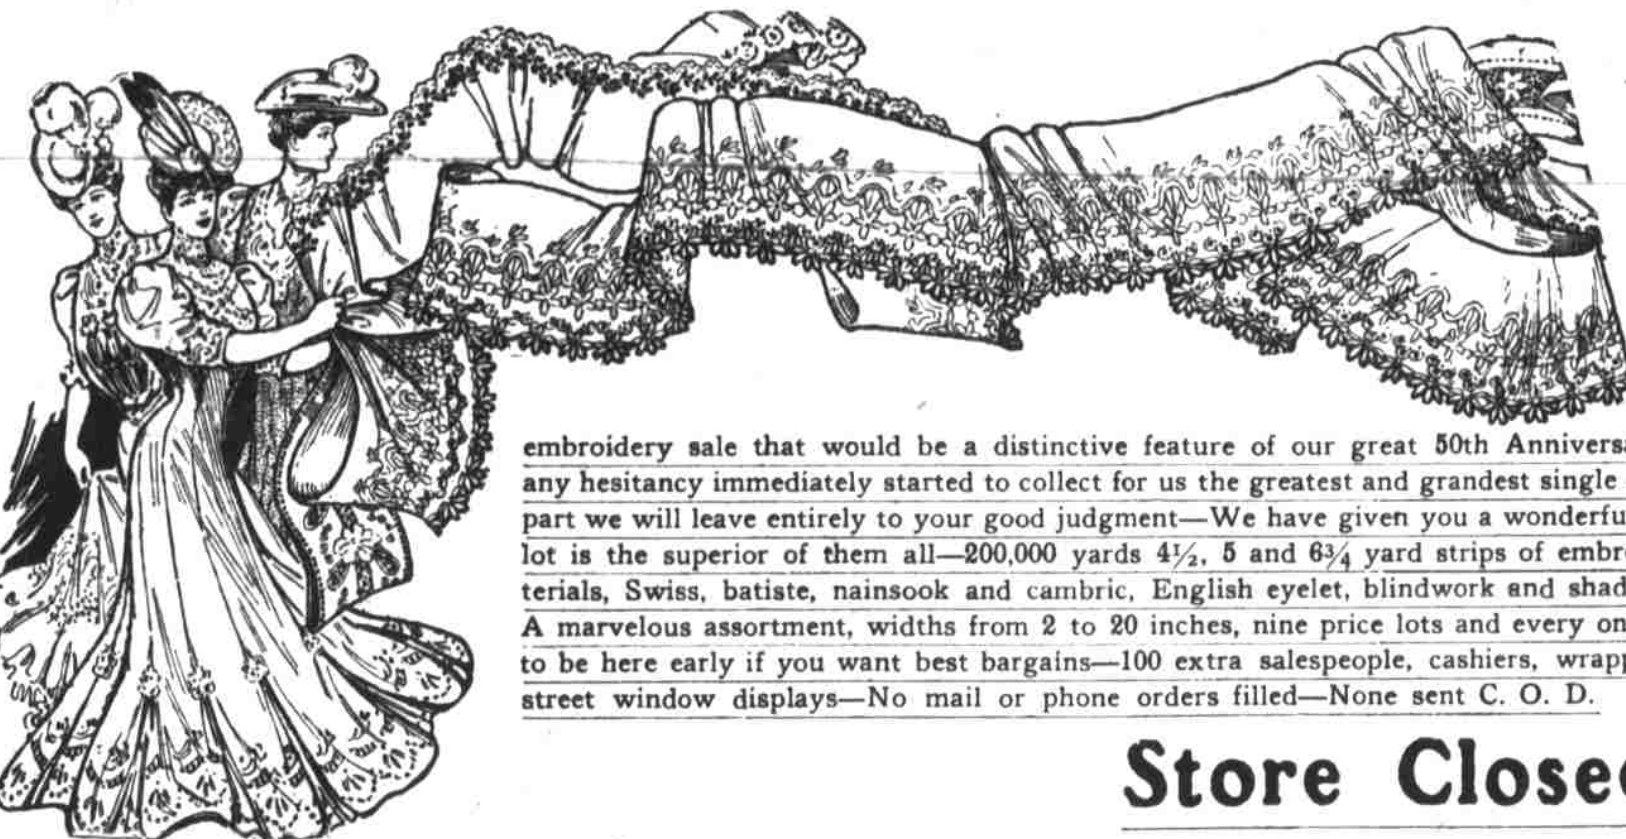 embroidery sale that would be a distinctive feature of our great 50th Anniversa
any hesitancy immediately started to collect for us the greatest and grandest single
part we will leave entirely to your good judgment—We have given you a wonderfu
lot is the superior of them all—200,000 yards 4½, 5 and 6¾ yard strips of embr
terials, Swiss, batiste, nainsook and cambric, English eyelet, blindwork and shad
A marvelous assortment, widths from 2 to 20 inches, nine price lots and every on
to be here early if you want best bargains—100 extra salespeople, cashiers, wrapp
street window displays—No mail or phone orders filled—None sent C. O. D.
Store Closed